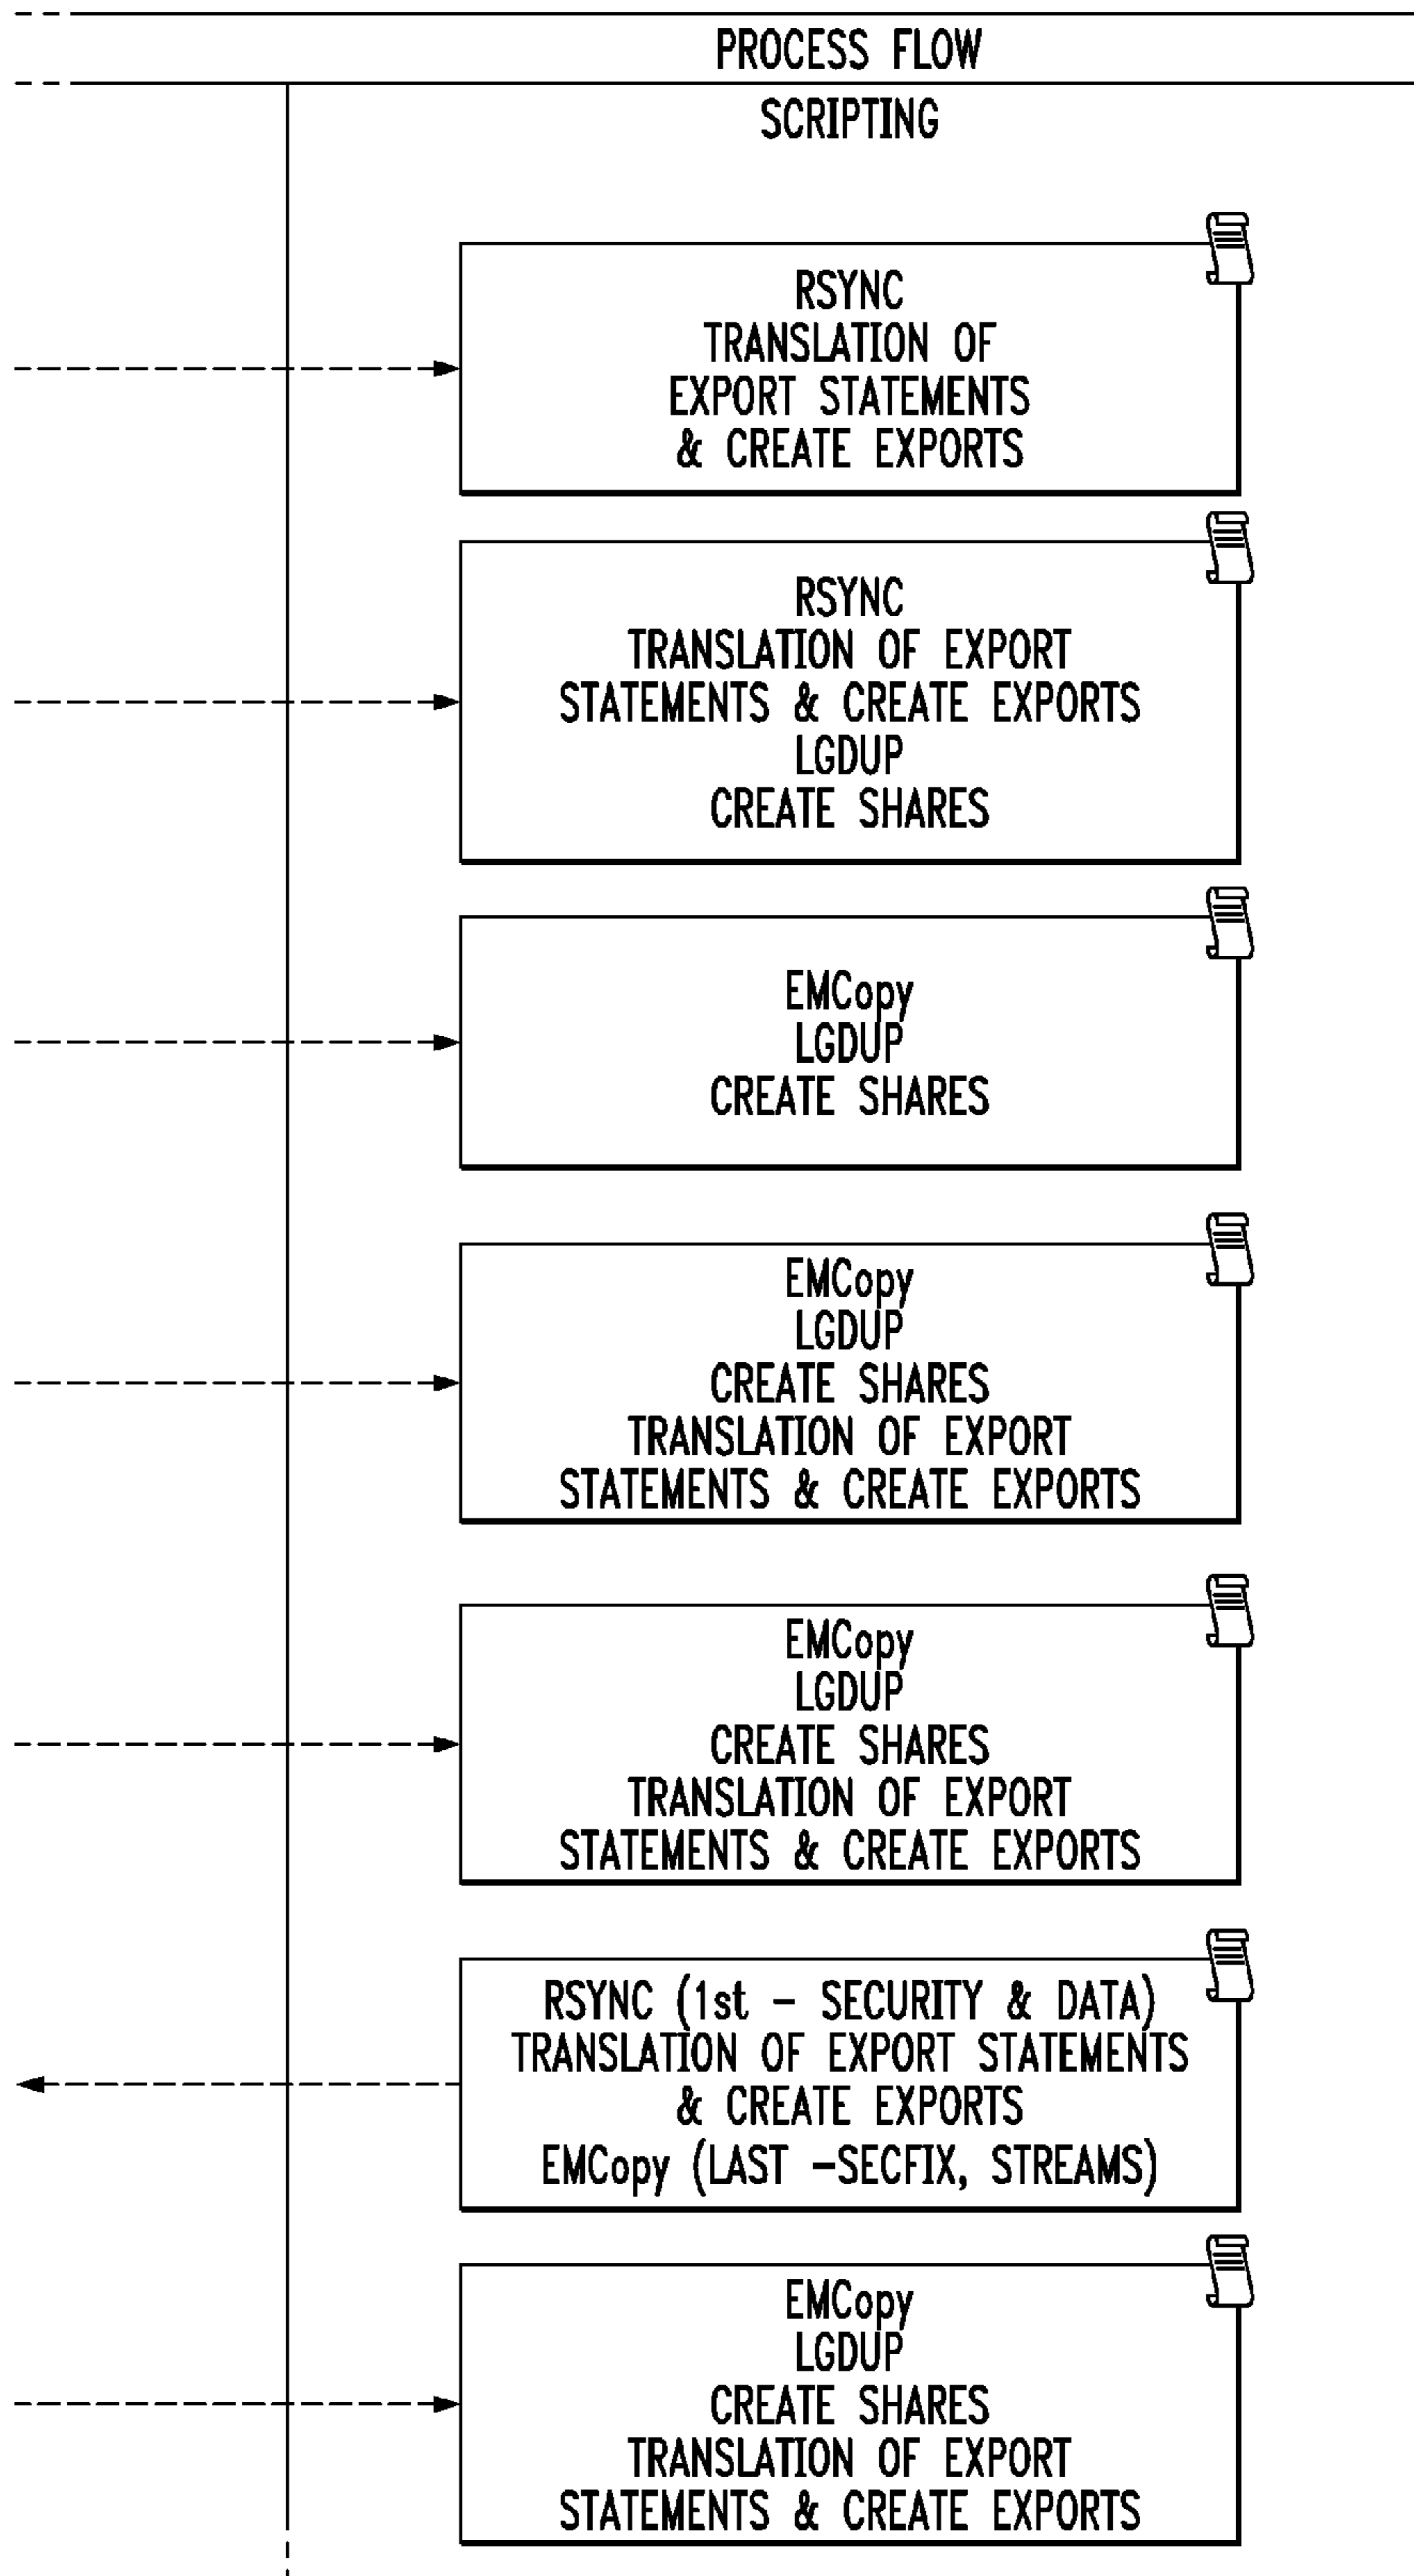 PROCESS FLOW
SCRIPTING
RSYNC
TRANSLATION OF
EXPORT STATEMENTS
& CREATE EXPORTS
RSYNC
TRANSLATION OF EXPORT
STATEMENTS & CREATE EXPORTS
LGDUP
CREATE SHARES
EMCopy
LGDUP
CREATE SHARES
EMCopy
LGDUP
CREATE SHARES
TRANSLATION OF EXPORT
STATEMENTS & CREATE EXPORTS
EMCopy
LGDUP
CREATE SHARES
TRANSLATION OF EXPORT
STATEMENTS & CREATE EXPORTS
RSYNC (1st - SECURITY & DATA)
TRANSLATION OF EXPORT STATEMENTS
& CREATE EXPORTS
EMCopy (LAST -SECFIX, STREAMS)
EMCopy
LGDUP
CREATE SHARES
TRANSLATION OF EXPORT
STATEMENTS & CREATE EXPORTS